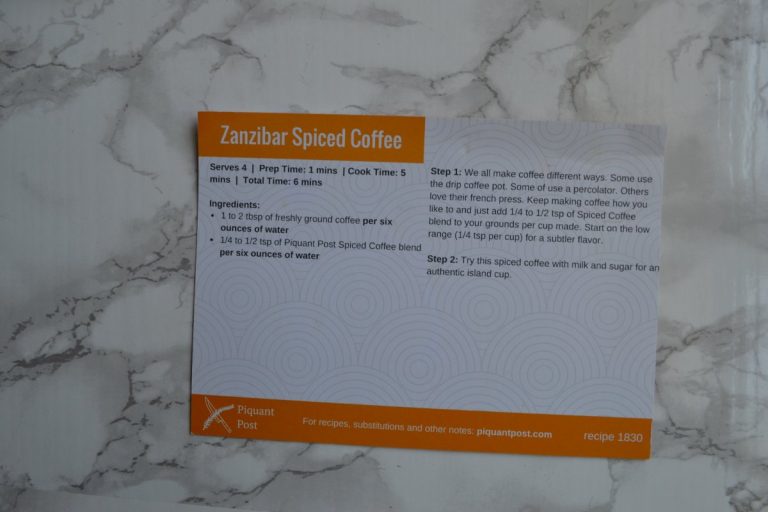 Zanzibar Spiced Coffee
Serves 4 | Prep Time: 1 mins | Cook Time: 5
mins | Total Time: 6 mins
Ingredients:
• 1 to 2 tbsp of freshly ground coffee per six
ounces of water
• 1/4 to 1/2 tsp of Piquant Post Spiced Coffee blend
per six ounces of water
Step 1: We all make coffee different ways. Some use
the drip coffee pot. Some of use a percolator. Others
love their french press. Keep making coffee how you
like to and just add 1/4 to 1/2 tsp of Spiced Coffee
blend to your grounds per cup made. Start on the low
range (1/4 tsp per cup) for a subtler flavor.
Step 2: Try this spiced coffee with milk and sugar for an
authentic island cup.
Piquant
Post
For recipes, substitutions and other notes: piquantpost.com
recipe 1830